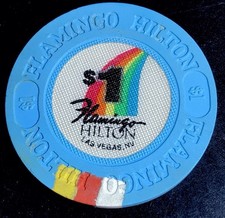 FLAMINGO HILTON
$1
$1
Flamingo
HILTON
LAS VEGAS, NV
$1
FLAMINGO HILTON